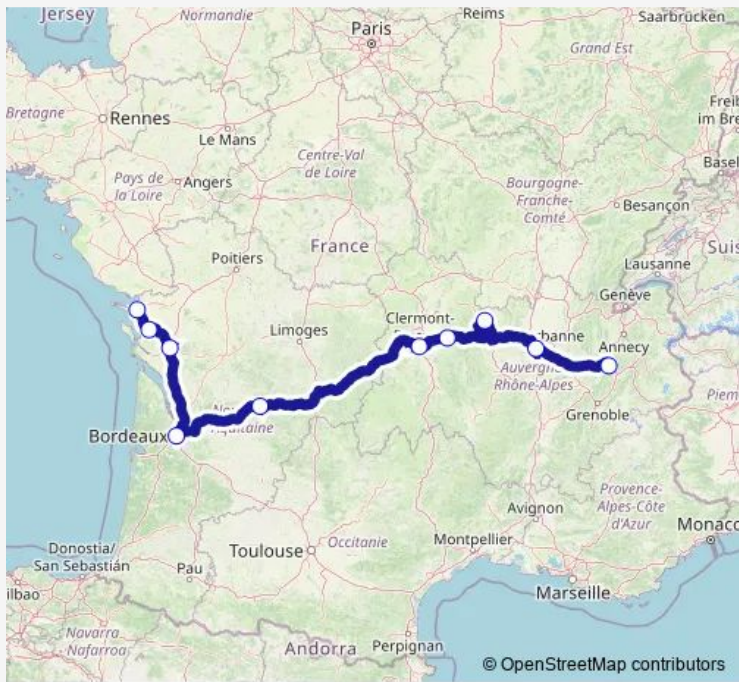 Jersey
Normandie
Paris
Reims
Saarbrücken
Grand Est
Bretagne
Rennes
Le Mans
Freib
im Bre
Centre-Val
de Loire
Pays de
la Loire
Angers
Bourgogne-
Franche-
Comté
Basel
Besançon
France
Poitiers
Lausanne
Suis
Genève
Limoges
Clermont-
Annecy
Auvergne
Rhône-Alpes
Grenoble
Piem
Bordeaux
Aquitaine
Provence-
Alpes-Côte
d'Azur
Avignon
Monaco
Donostia/
San Sebastián
Toulouse
Occitanie
Montpellier
Pau
Marseille
ilbao
Navarra
Nafarroa
Andorra
Perpignan
© OpenStreetMap contributors